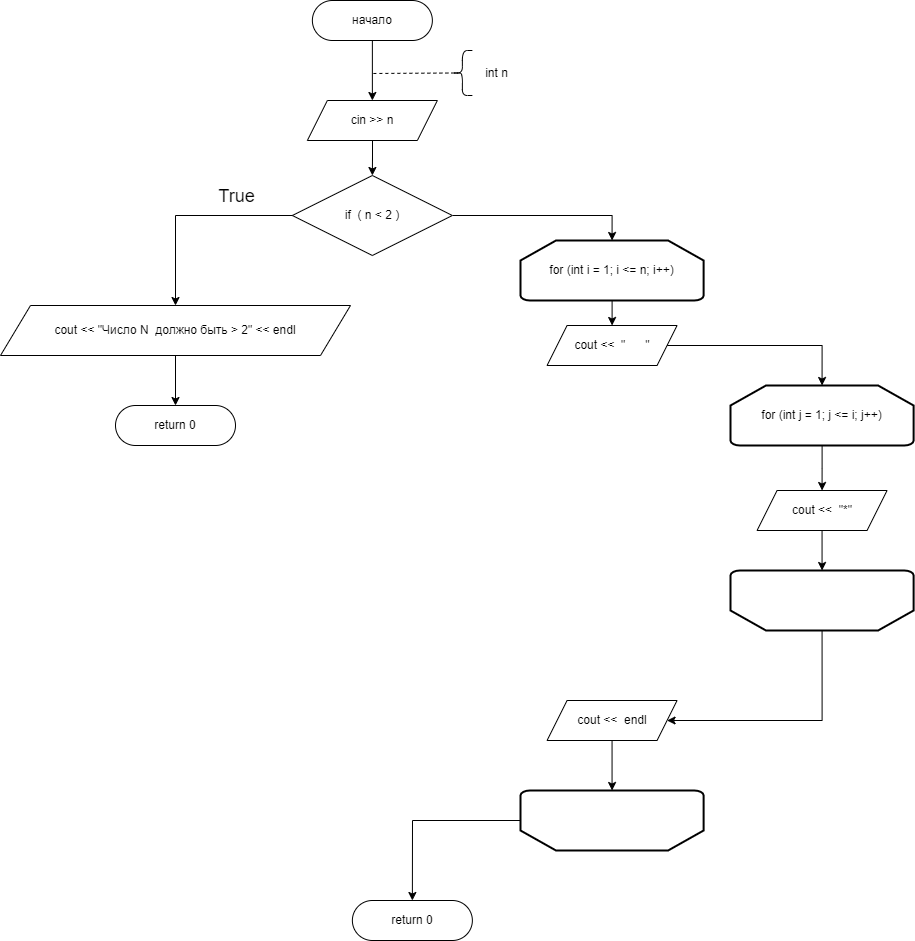 начало
int n
cin >> n
True
if ( n < 2 )
for (int i = 1; i <= n; i++)
cout << "Число N должно быть > 2" << endl
cout << "      "
return 0
for (int j = 1; j <= i; j++)
cout << "*"
cout << endl
return 0